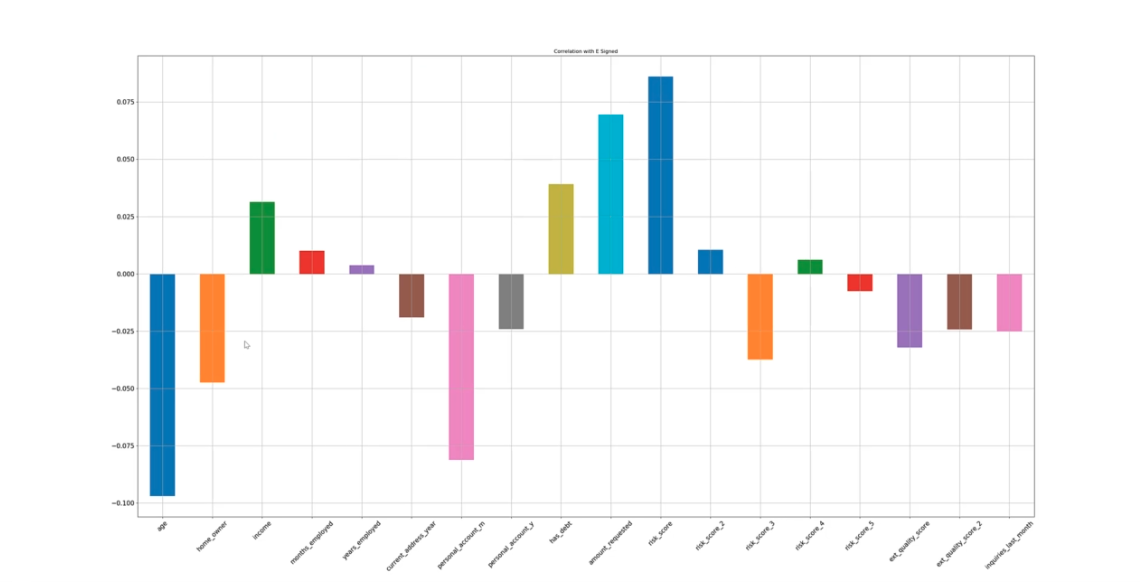 Correlation with E Signed
0.075
0.050
0.025
0.000
−0.025
−0.050
−0.075
−0.100
age
home_owner
income
months_employed
years_employed
current_address_year
personal_account_m
personal_account_y
has_debt
amount_requested
risk_score
risk_score_2
risk_score_3
risk_score_4
risk_score_5
ext_quality_score
ext_quality_score_2
inquiries_last_month